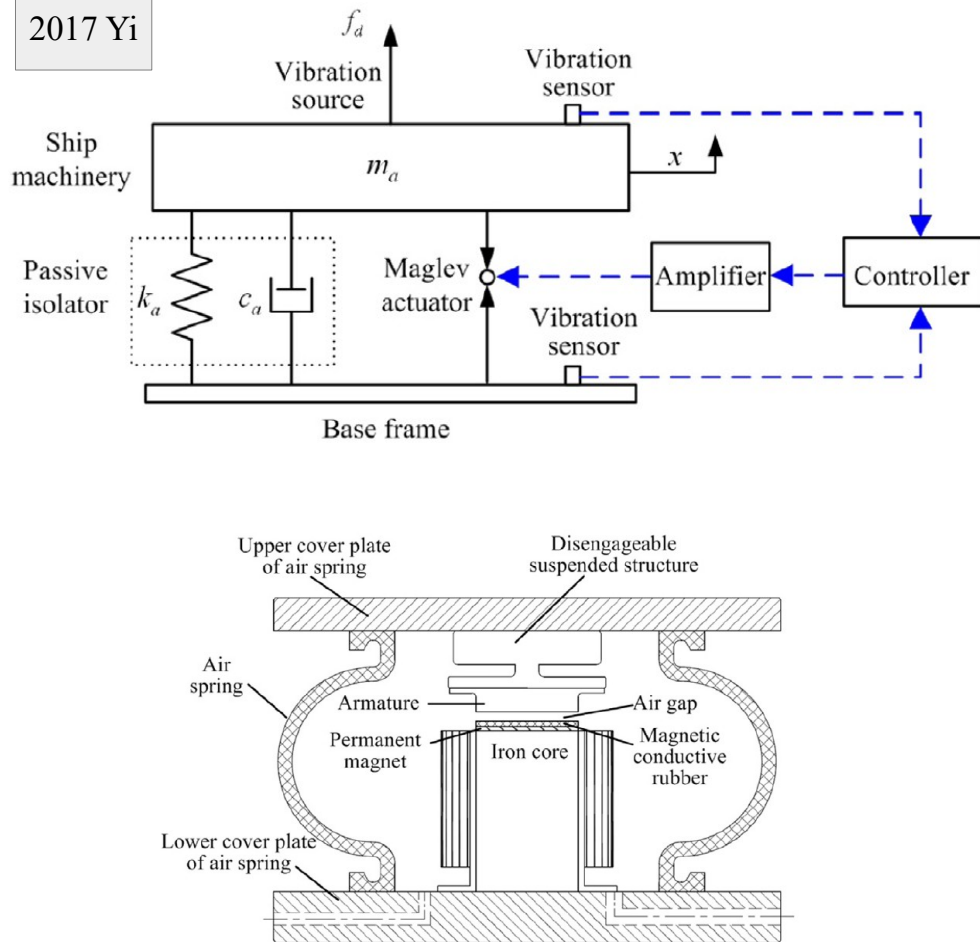 2017 Yi
f_d
Vibration
source
Vibration
sensor
Ship
machinery
m_a
x
Passive
isolator
k_a
c_a
Maglev
actuator
Amplifier
Controller
Vibration
sensor
Base frame
Upper cover plate
of air spring
Disengageable
suspended structure
Air
spring
Armature
Air gap
Permanent
magnet
Iron core
Magnetic
conductive
rubber
Lower cover plate
of air spring